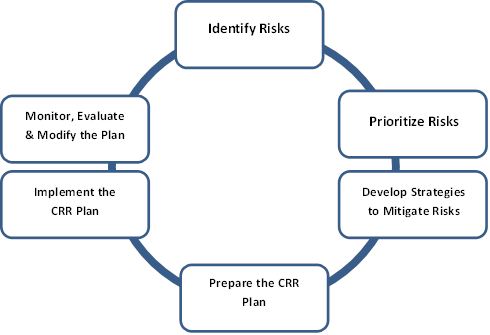 Identify Risks
Prioritize Risks
Develop Strategies
to Mitigate Risks
Prepare the CRR
Plan
Implement the
CRR Plan
Monitor, Evaluate
& Modify the Plan